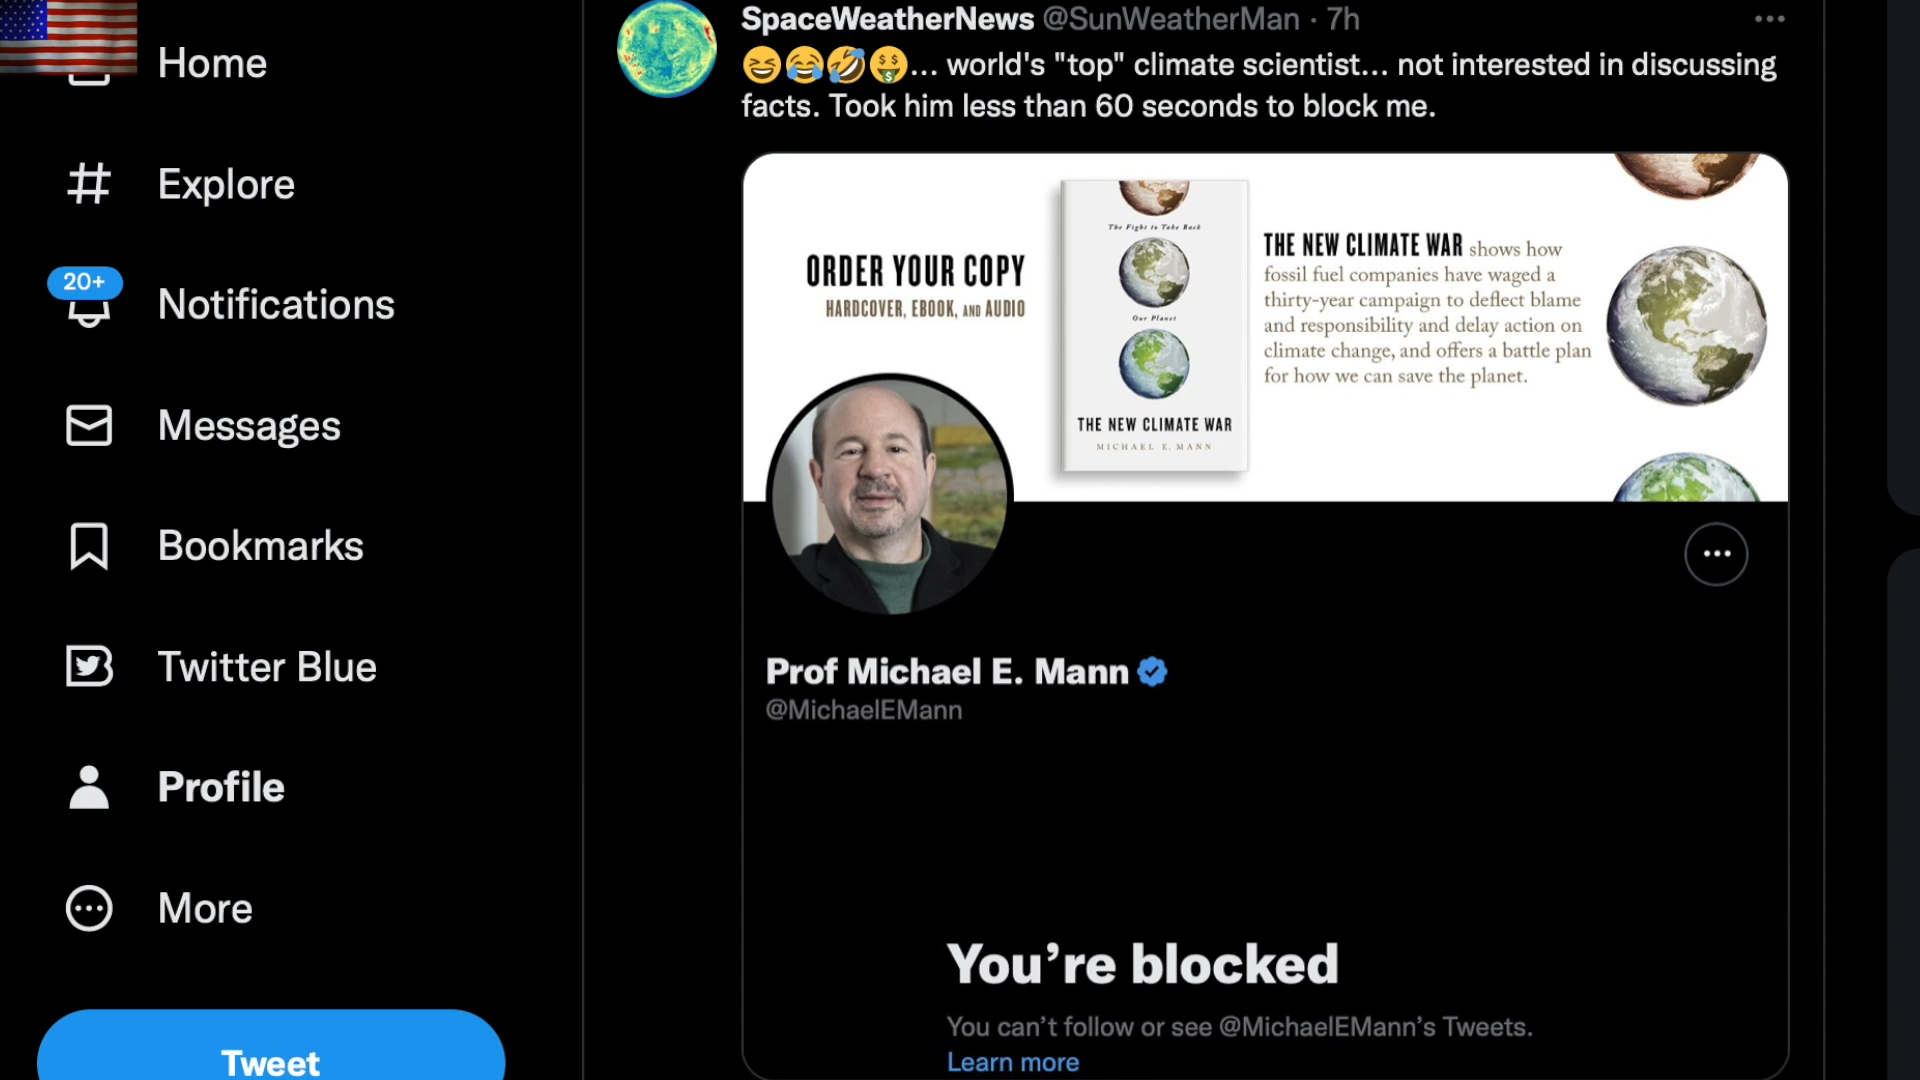 Home
Explore
20+
Notifications
Messages
Bookmarks
Twitter Blue
Profile
More
Tweet
SpaceWeatherNews @SunWeatherMan · 7h
😆😂🤣🤑... world's "top" climate scientist... not interested in discussing
facts. Took him less than 60 seconds to block me.
ORDER YOUR COPY
HARDCOVER, EBOOK, AND AUDIO
The Fight to Take Back
Our Planet
THE NEW CLIMATE WAR
MICHAEL E. MANN
THE NEW CLIMATE WAR shows how
fossil fuel companies have waged a
thirty-year campaign to deflect blame
and responsibility and delay action on
climate change, and offers a battle plan
for how we can save the planet.
Prof Michael E. Mann
@MichaelEMann
You're blocked
You can't follow or see @MichaelEMann's Tweets.
Learn more